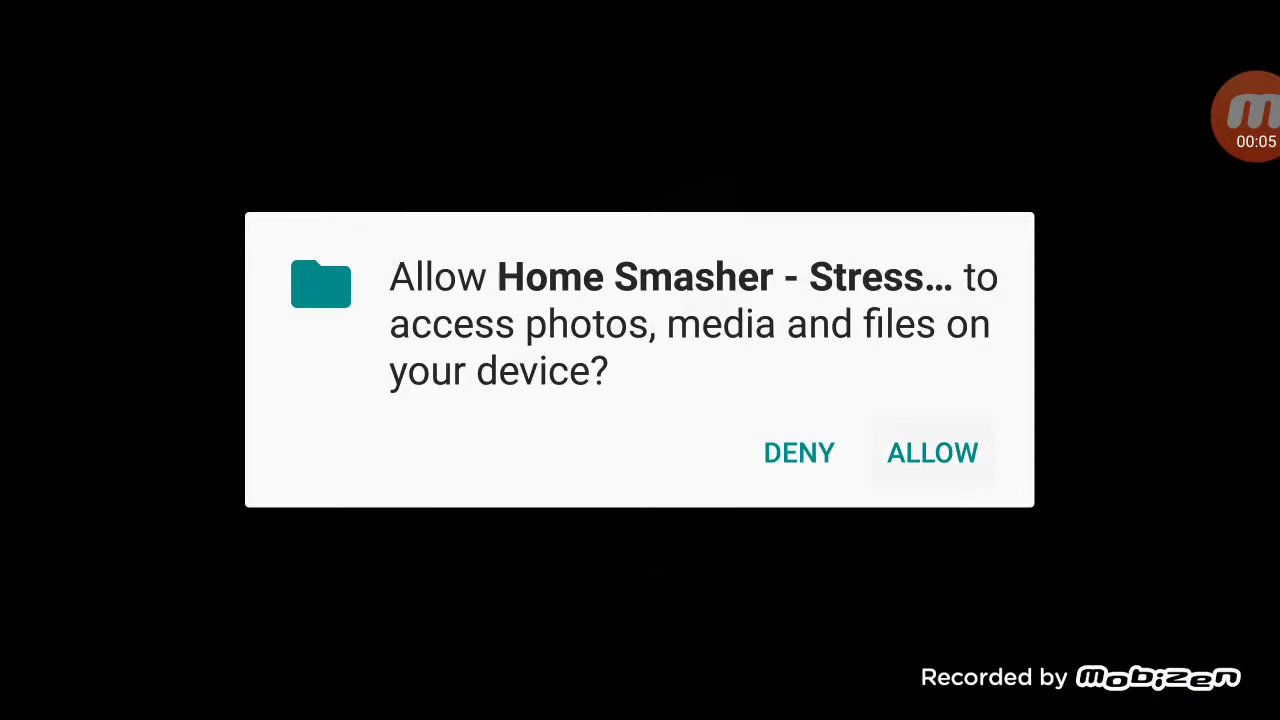 00:05
Allow Home Smasher - Stress... to
access photos, media and files on
your device?
DENY ALLOW
Recorded by mobizen